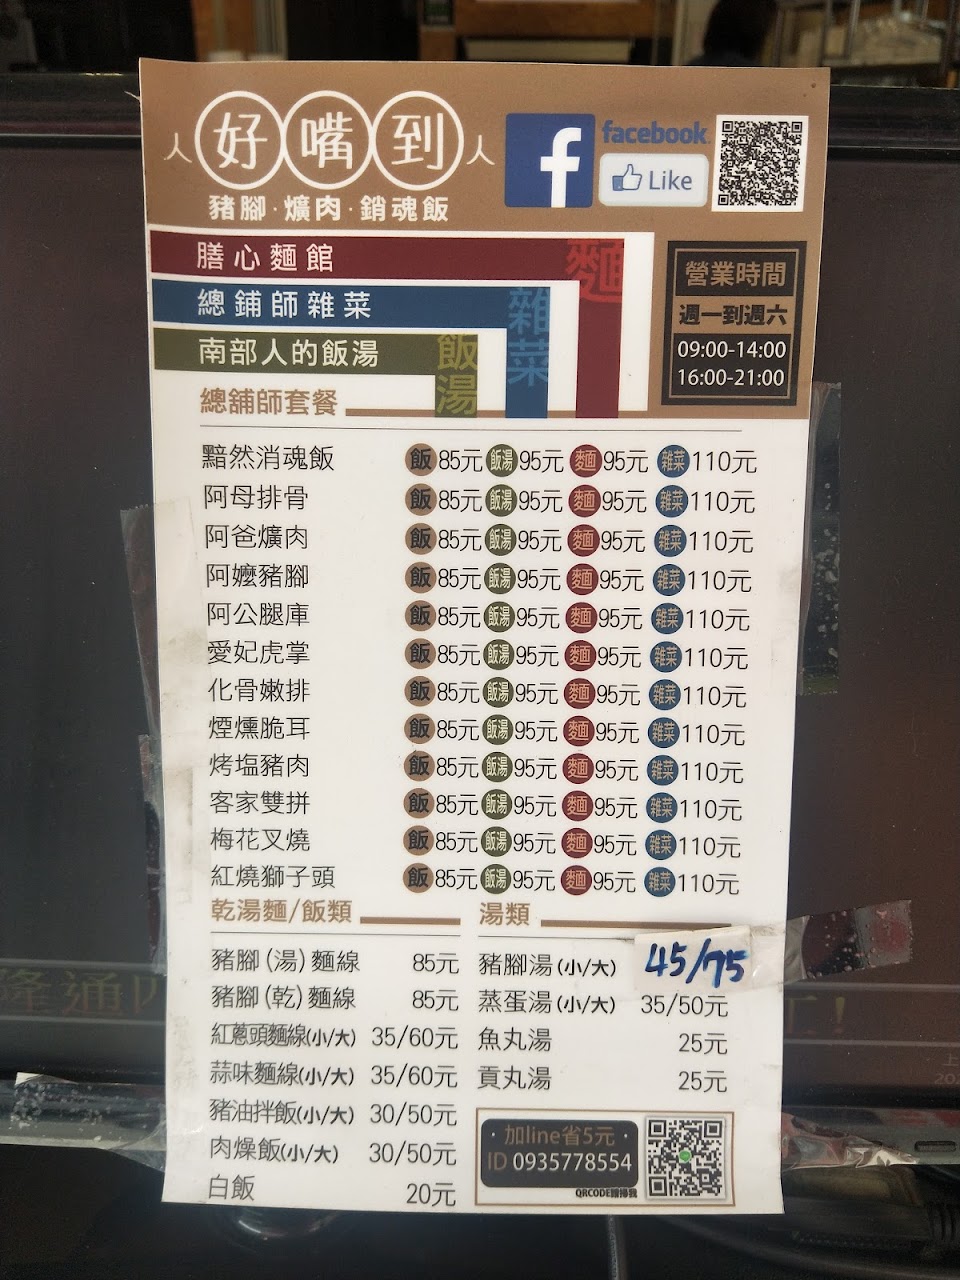 人好嘴到人
豬腳·爌肉·銷魂飯
facebook
Like
膳心麵館
總鋪師雜菜
南部人的飯湯
麵
雜菜
飯湯
營業時間
週一到週六
09:00-14:00
16:00-21:00
總舖師套餐
黯然消魂飯 飯85元 飯湯95元 麵95元 雜菜110元
阿母排骨 飯85元 飯湯95元 麵95元 雜菜110元
阿爸爌肉 飯85元 飯湯95元 麵95元 雜菜110元
阿嬤豬腳 飯85元 飯湯95元 麵95元 雜菜110元
阿公腿庫 飯85元 飯湯95元 麵95元 雜菜110元
愛妃虎掌 飯85元 飯湯95元 麵95元 雜菜110元
化骨嫩排 飯85元 飯湯95元 麵95元 雜菜110元
煙燻脆耳 飯85元 飯湯95元 麵95元 雜菜110元
烤塩豬肉 飯85元 飯湯95元 麵95元 雜菜110元
客家雙拼 飯85元 飯湯95元 麵95元 雜菜110元
梅花叉燒 飯85元 飯湯95元 麵95元 雜菜110元
紅燒獅子頭 飯85元 飯湯95元 麵95元 雜菜110元
乾湯麵/飯類
豬腳(湯)麵線 85元
豬腳(乾)麵線 85元
紅蔥頭麵線(小/大) 35/60元
蒜味麵線(小/大) 35/60元
豬油拌飯(小/大) 30/50元
肉燥飯(小/大) 30/50元
白飯 20元
湯類
豬腳湯(小/大) 45/75
蒸蛋湯(小/大) 35/50元
魚丸湯 25元
貢丸湯 25元
·加line省5元·
ID 0935778554
QRCODE請掃我
隆通